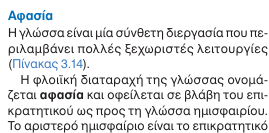 Αφασία
Η γλώσσα είναι μία σύνθετη διεργασία που πε-
ριλαμβάνει πολλές ξεχωριστές λειτουργίες
(Πίνακας 3.14).
Η φλοιική διαταραχή της γλώσσας ονομά-
ζεται αφασία και οφείλεται σε βλάβη του επι-
κρατητικού ως προς τη γλώσσα ημισφαιρίου.
Το αριστερό ημισφαίριο είναι το επικρατητικό